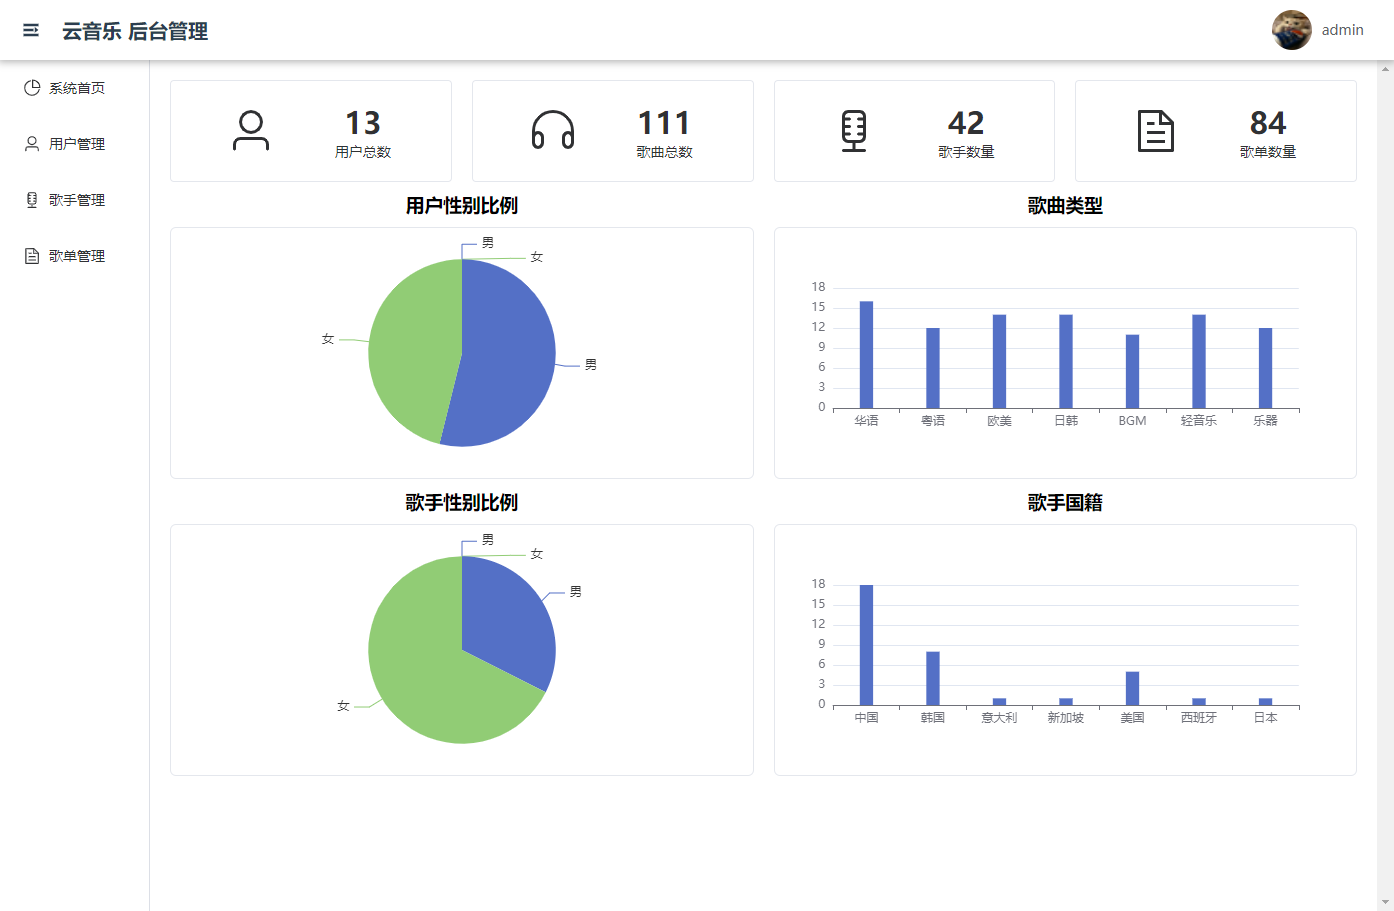 云音乐 后台管理
admin
系统首页
用户管理
歌手管理
歌单管理
13
用户总数
111
歌曲总数
42
歌手数量
84
歌单数量
用户性别比例
男
女
女
男
歌曲类型
18
15
12
9
6
3
0
华语 粤语 欧美 日韩 BGM 轻音乐 乐器
歌手性别比例
男
女
男
女
歌手国籍
18
15
12
9
6
3
0
中国 韩国 意大利 新加坡 美国 西班牙 日本